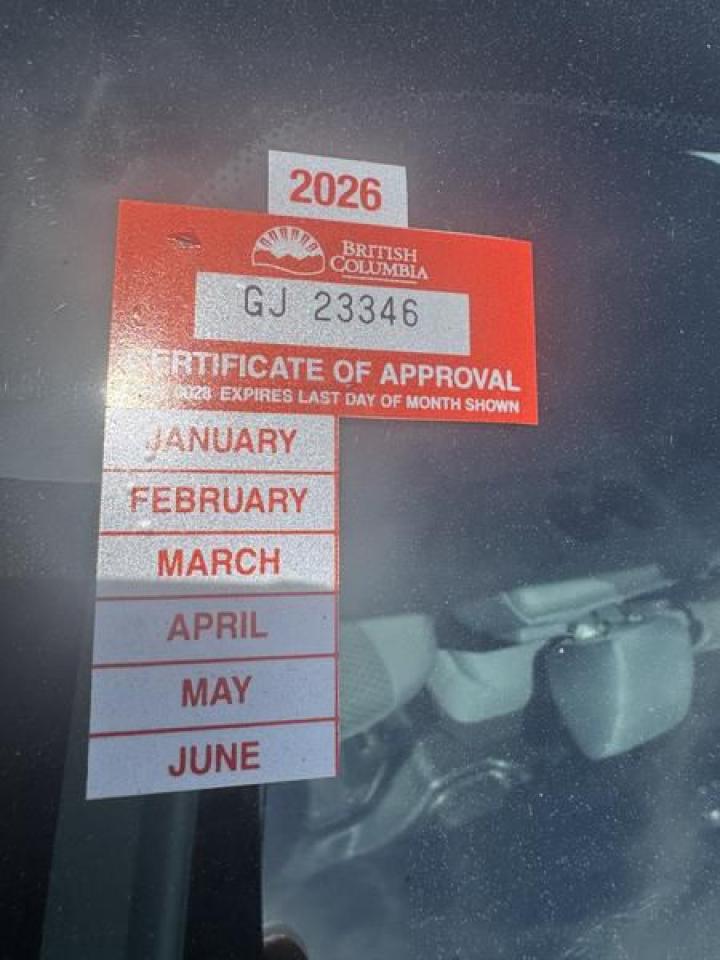 2026
BRITISH
COLUMBIA
GJ 23346
CERTIFICATE OF APPROVAL
EXPIRES LAST DAY OF MONTH SHOWN
JANUARY
FEBRUARY
MARCH
APRIL
MAY
JUNE